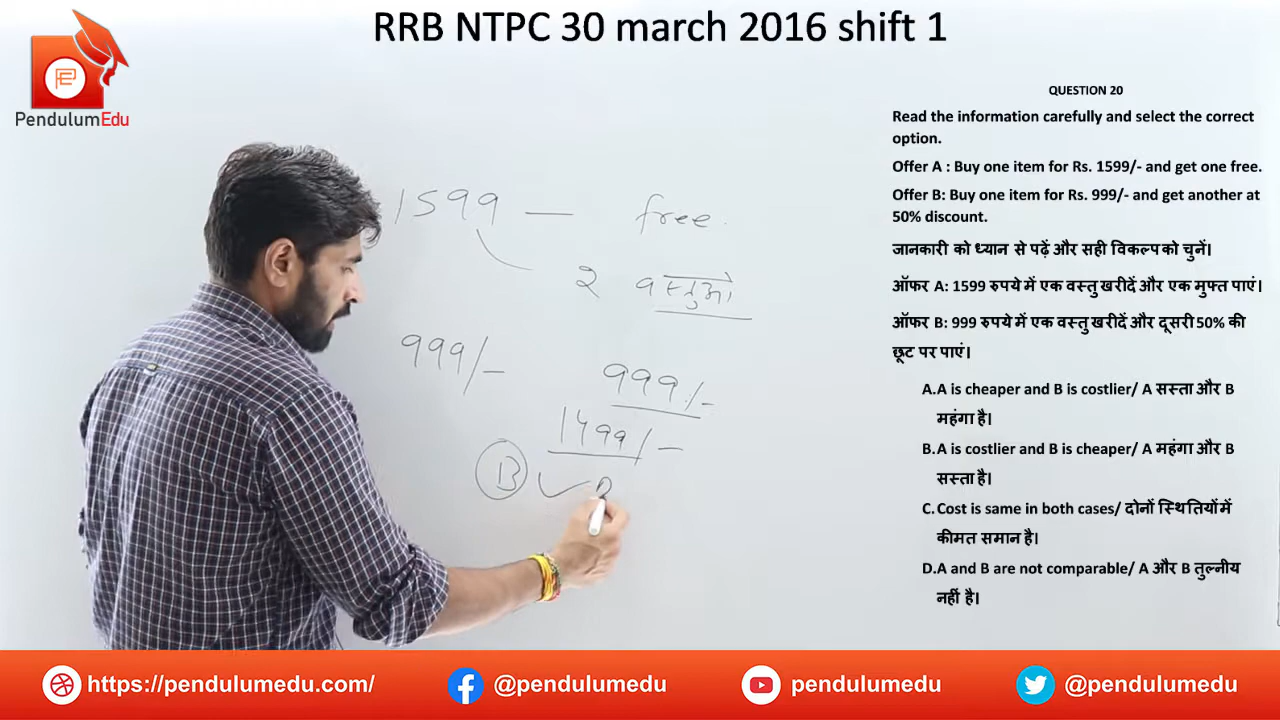 RRB NTPC 30 march 2016 shift 1
PendulumEdu
QUESTION 20
Read the information carefully and select the correct
option.
Offer A : Buy one item for Rs. 1599/- and get one free.
Offer B: Buy one item for Rs. 999/- and get another at
50% discount.
जानकारी को ध्यान से पढ़ें और सही विकल्प को चुनें।
ऑफर A: 1599 रुपये में एक वस्तु खरीदें और एक मुफ्त पाएं।
ऑफर B: 999 रुपये में एक वस्तु खरीदें और दूसरी 50% की
छूट पर पाएं।
A. A is cheaper and B is costlier/ A सस्ता और B
महंगा है।
B. A is costlier and B is cheaper/ A महंगा और B
सस्ता है।
C. Cost is same in both cases/ दोनों स्थितियों में
कीमत समान है।
D. A and B are not comparable/ A और B तुल्नीय
नहीं है।
1599 — free.
२ वस्तुओ
999/-
999/-
1499/-
B ✓
https://pendulumedu.com/
@pendulumedu
pendulumedu
@pendulumedu